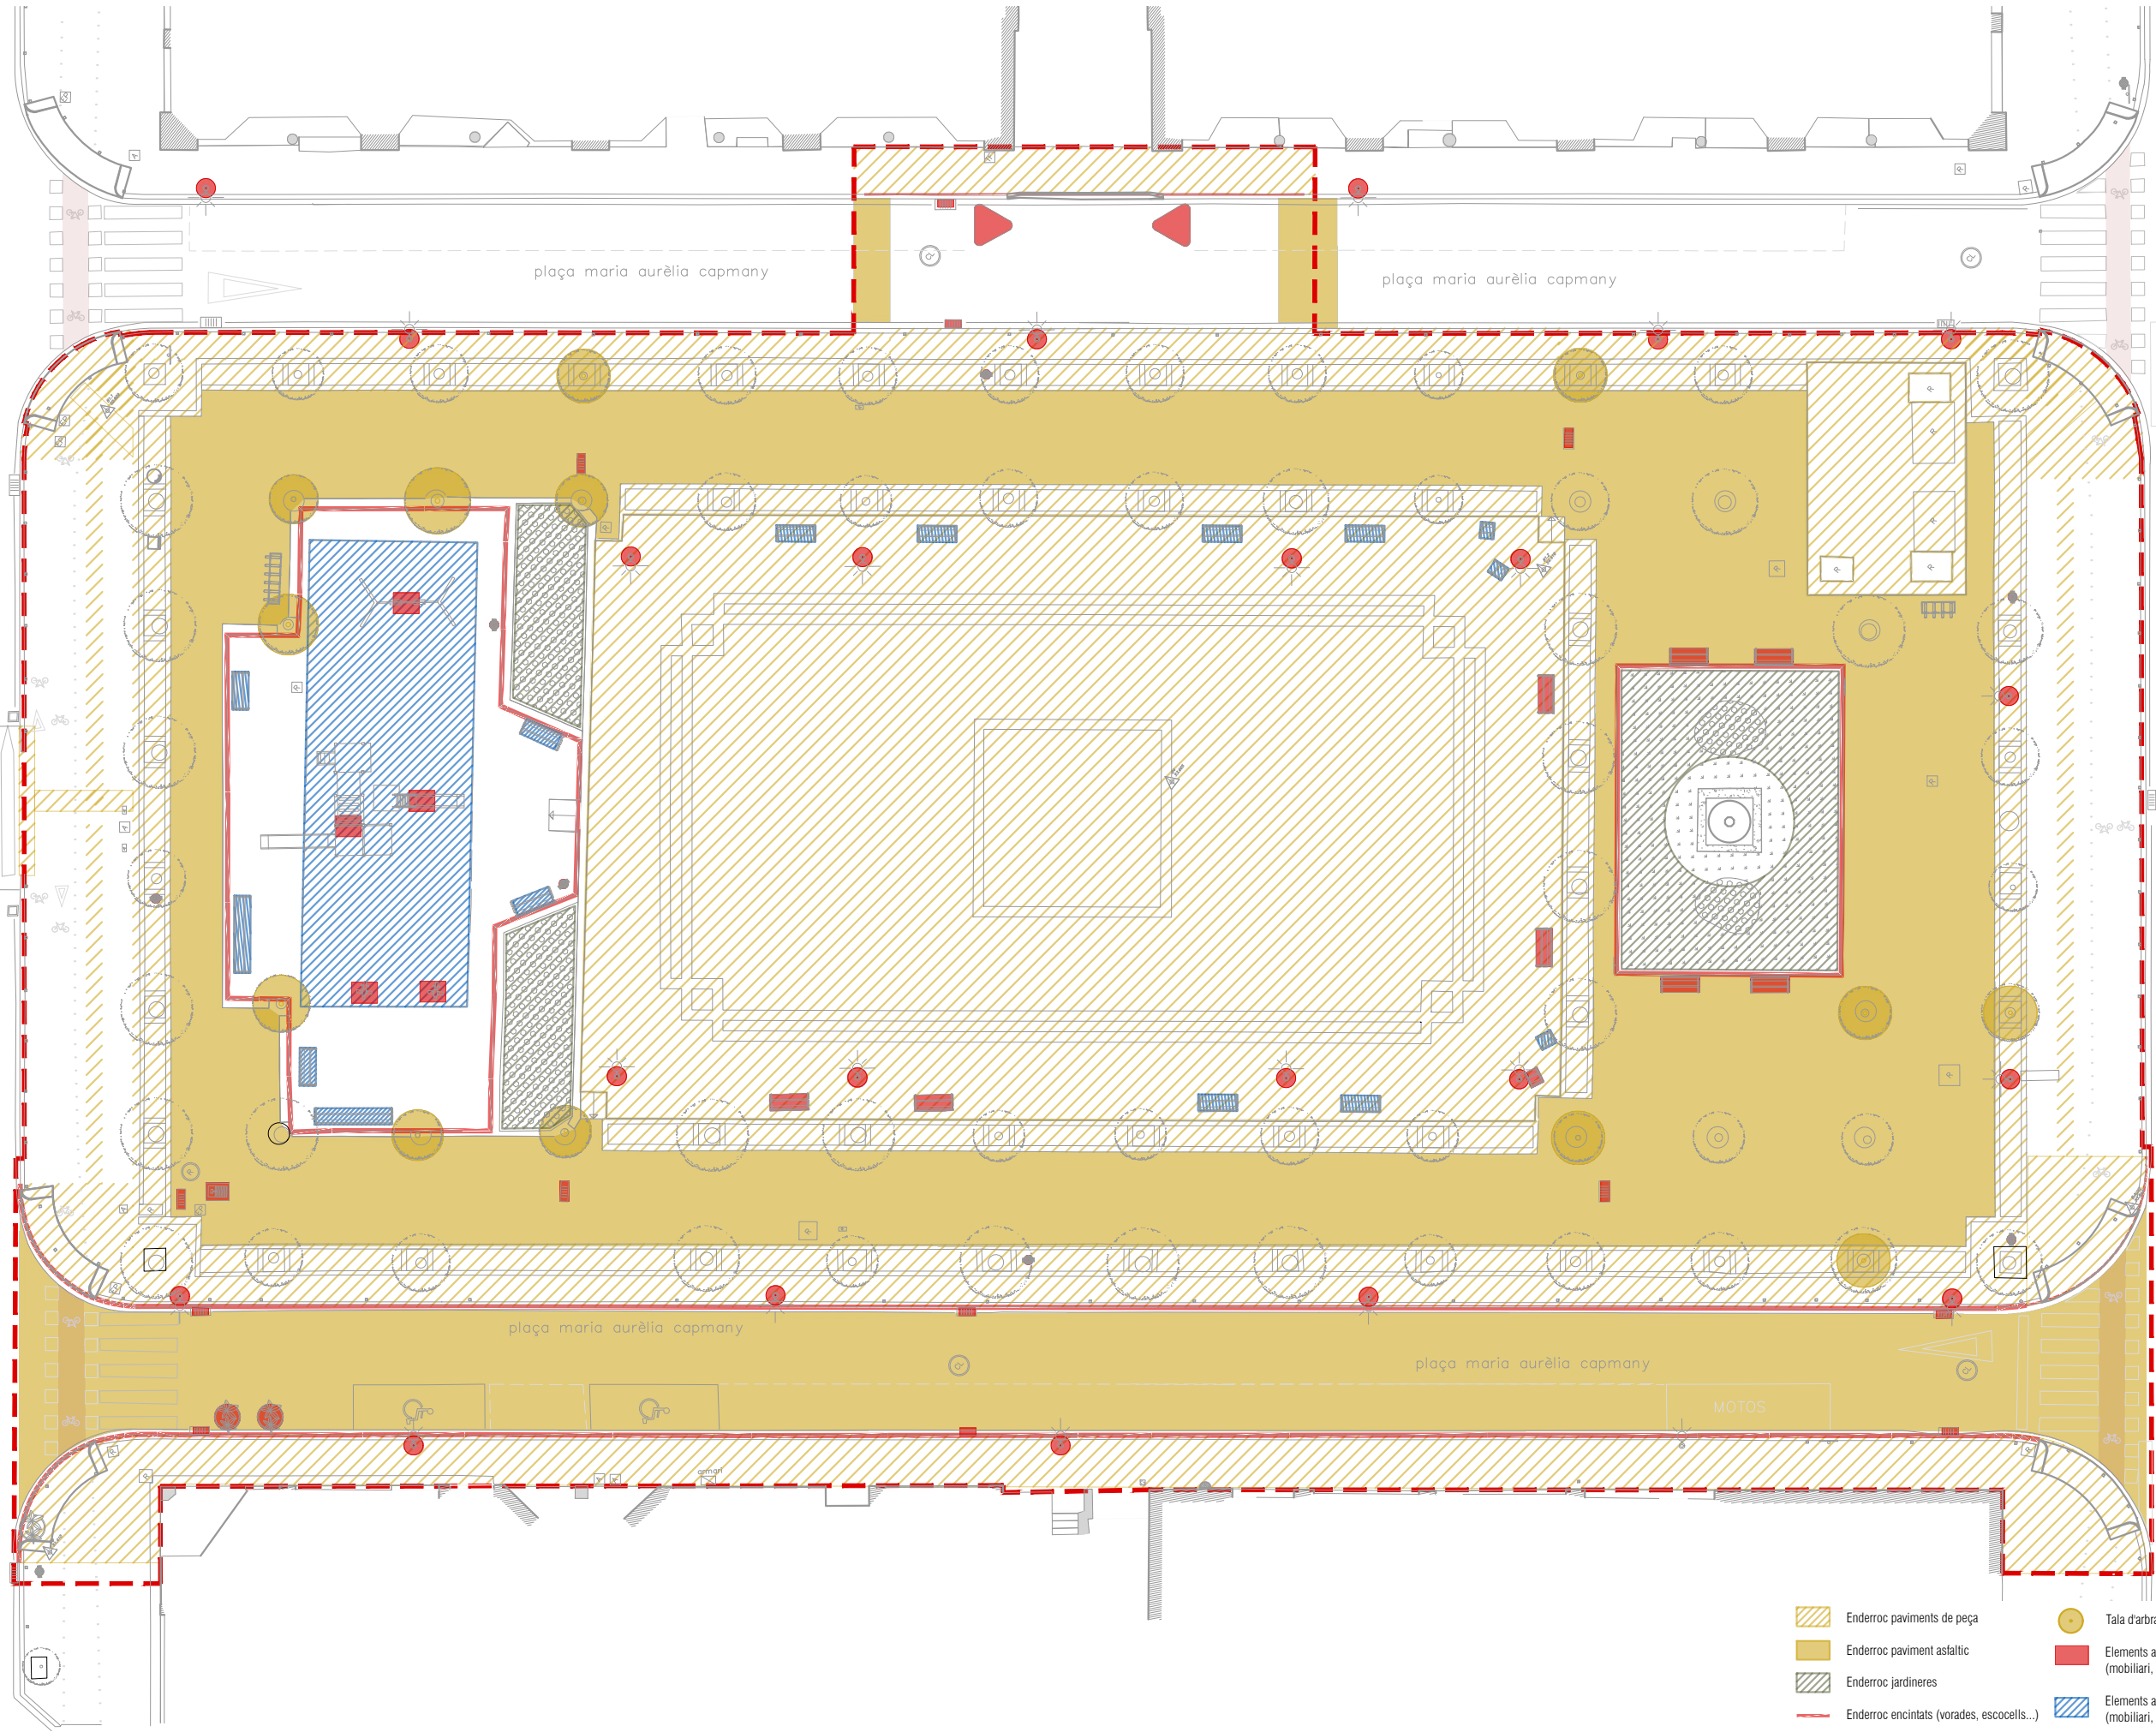 plaça maria aurèlia capmany
plaça maria aurèlia capmany
plaça maria aurèlia capmany
plaça maria aurèlia capmany
MOTOS
armari
Enderroc paviments de peça
Enderroc paviment asfaltic
Enderroc jardineres
Enderroc encintats (vorades, escocells...)
Tala d'arbra
Elements a
(mobiliari,
Elements a
(mobiliari,